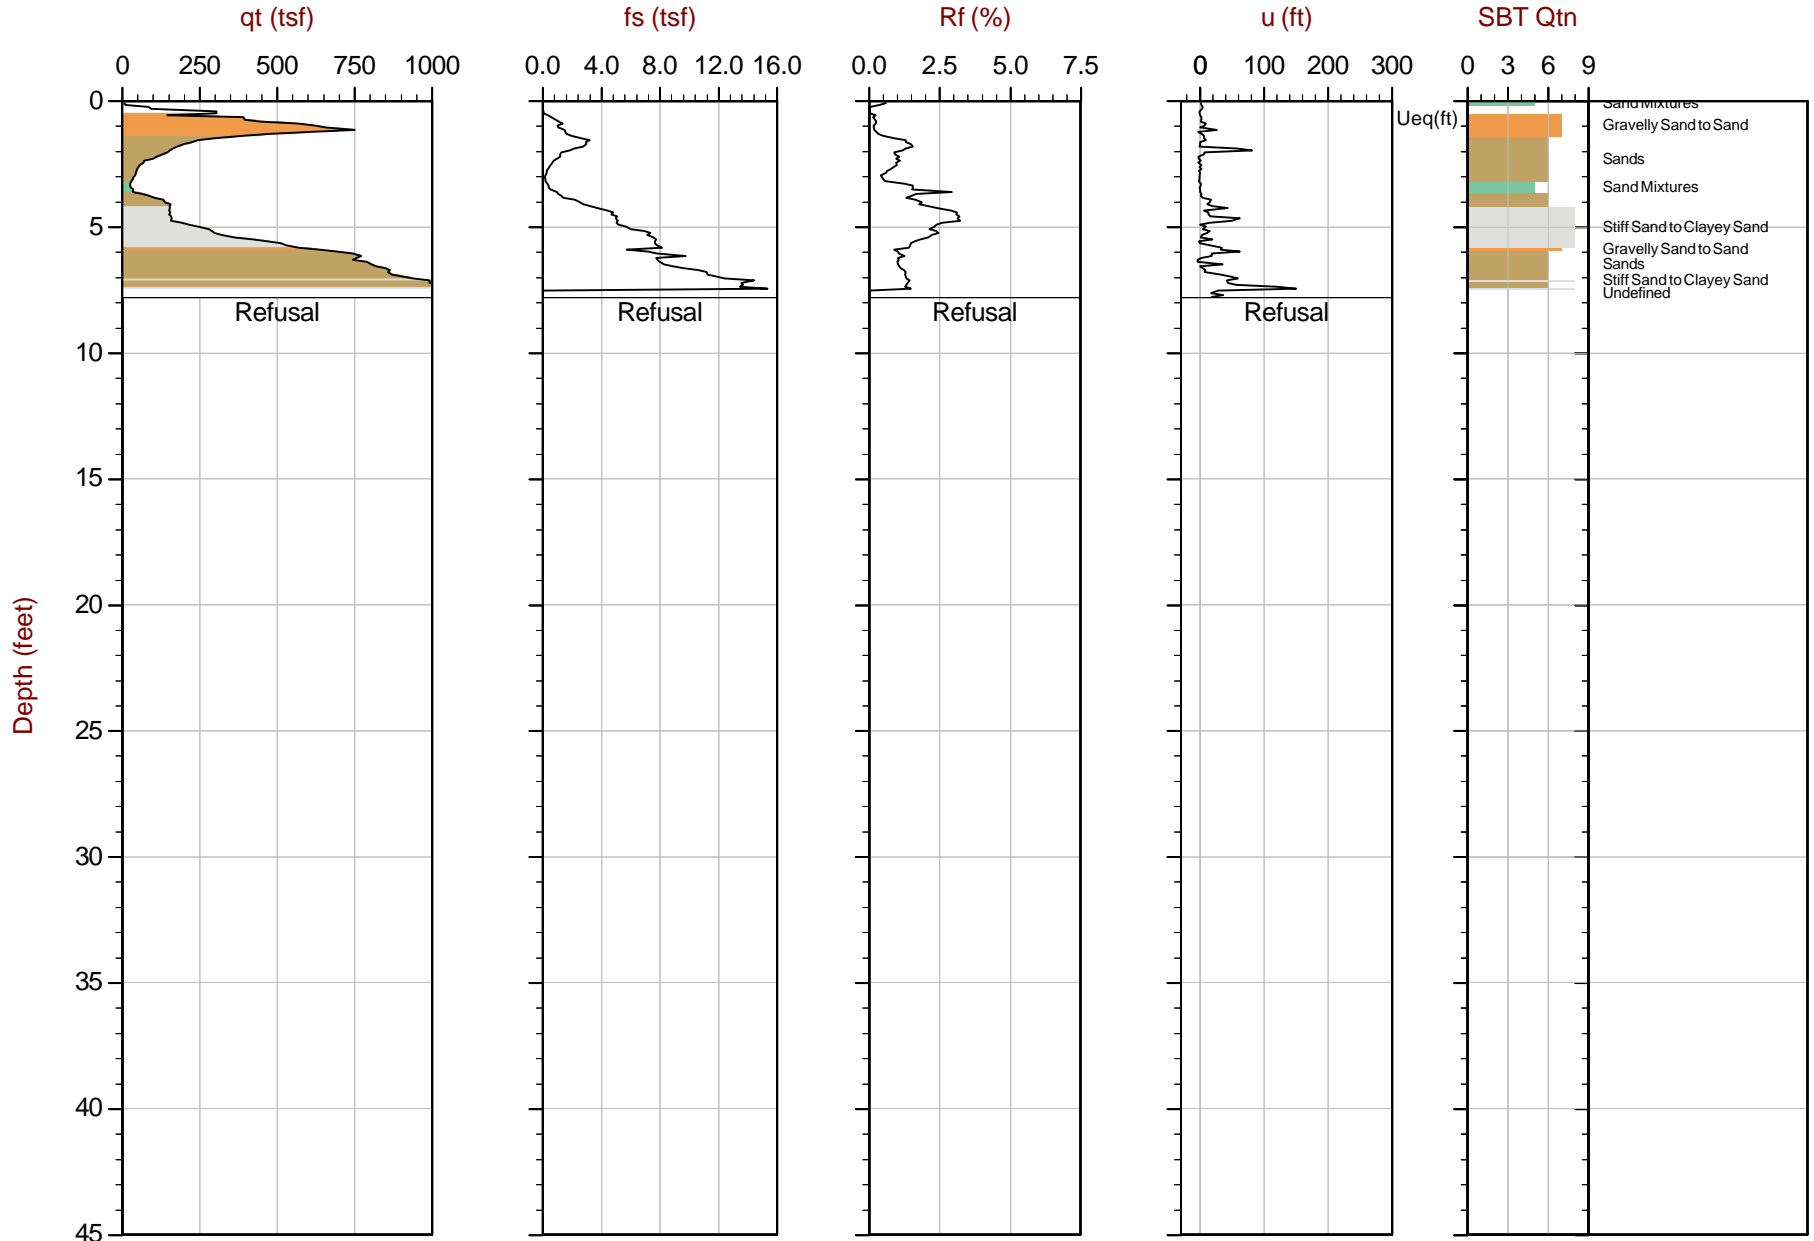 qt (tsf) fs (tsf) Rf (%) u (ft) SBT Qtn
0 250 500 750 1000 0.0 4.0 8.0 12.0 16.0 0.0 2.5 5.0 7.5 0 100 200 300 0 3 6 9
0
Sand Mixtures
Ueq(ft)
Gravelly Sand to Sand
Sands
Sand Mixtures
5
Stiff Sand to Clayey Sand
Gravelly Sand to Sand
Sands
Stiff Sand to Clayey Sand
Undefined
Refusal Refusal Refusal Refusal
10
15
20
Depth (feet)
25
30
35
40
45